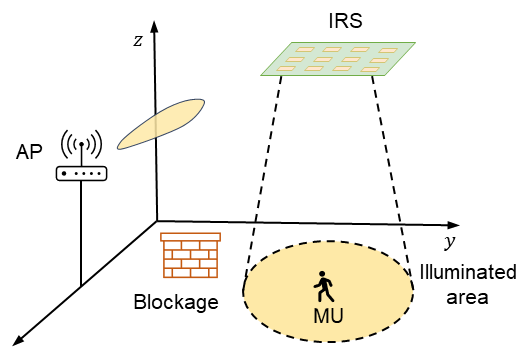 IRS
z
AP
y
Illuminated
area
Blockage
MU